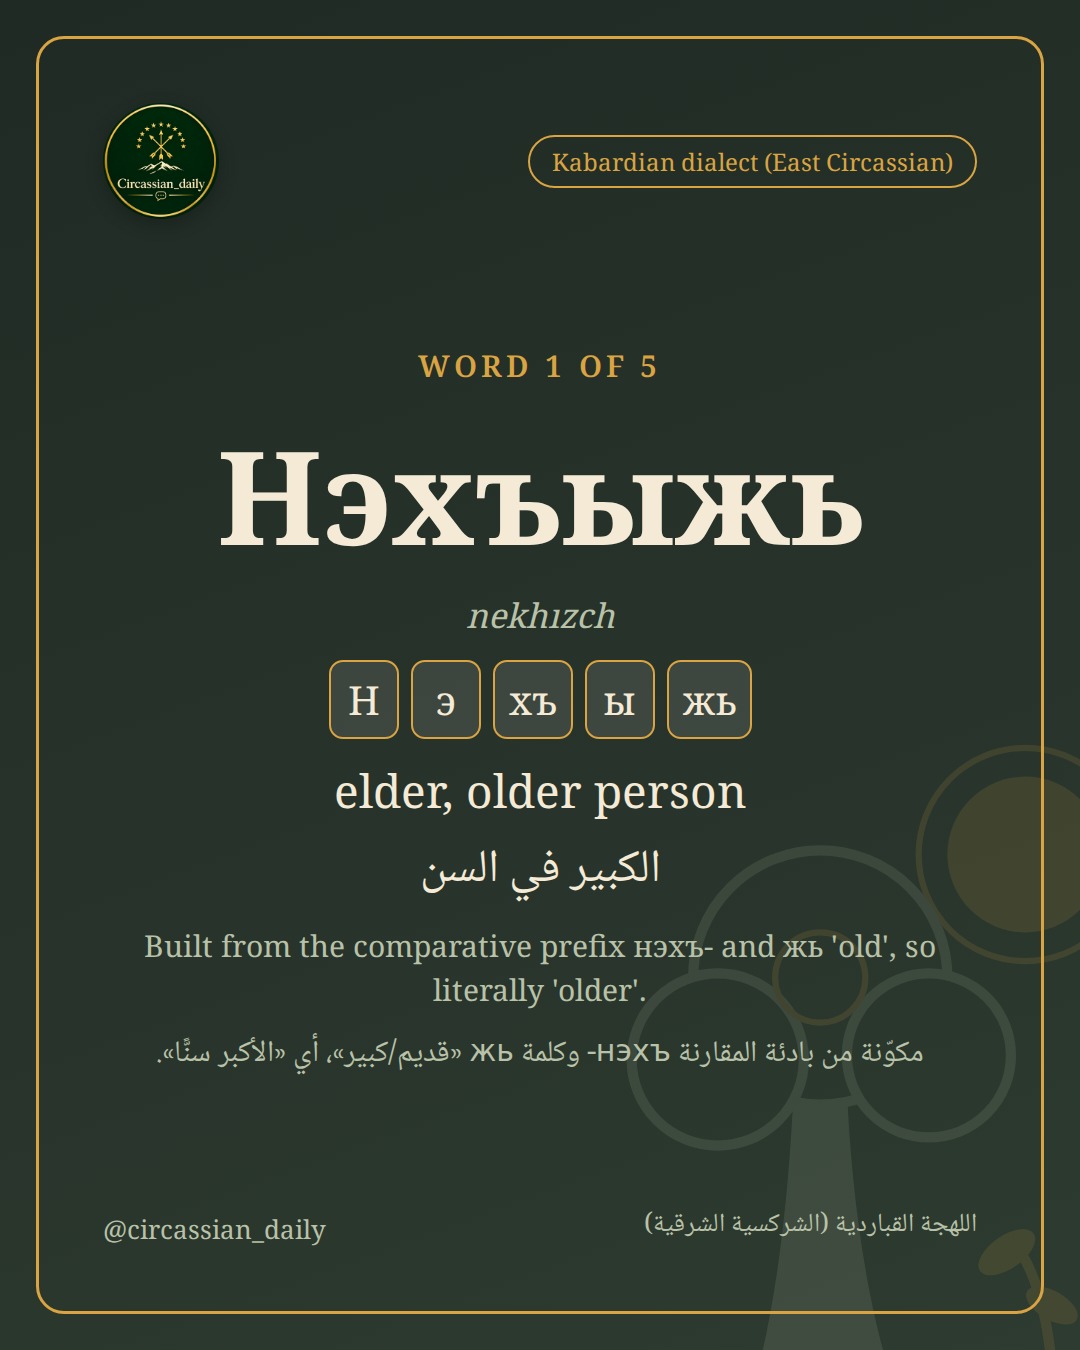 Circassian_daily
Kabardian dialect (East Circassian)
WORD 1 OF 5
Нэхъыжь
nekhızch
Н э хъ ы жь
elder, older person
الكبير في السن
Built from the comparative prefix нэхъ- and жь 'old', so
literally 'older'.
مكوّنة من بادئة المقارنة нэхъ- وكلمة жь «قديم/كبير»، أي «الأكبر سنًّا».
@circassian_daily
اللهجة القباردية (الشركسية الشرقية)